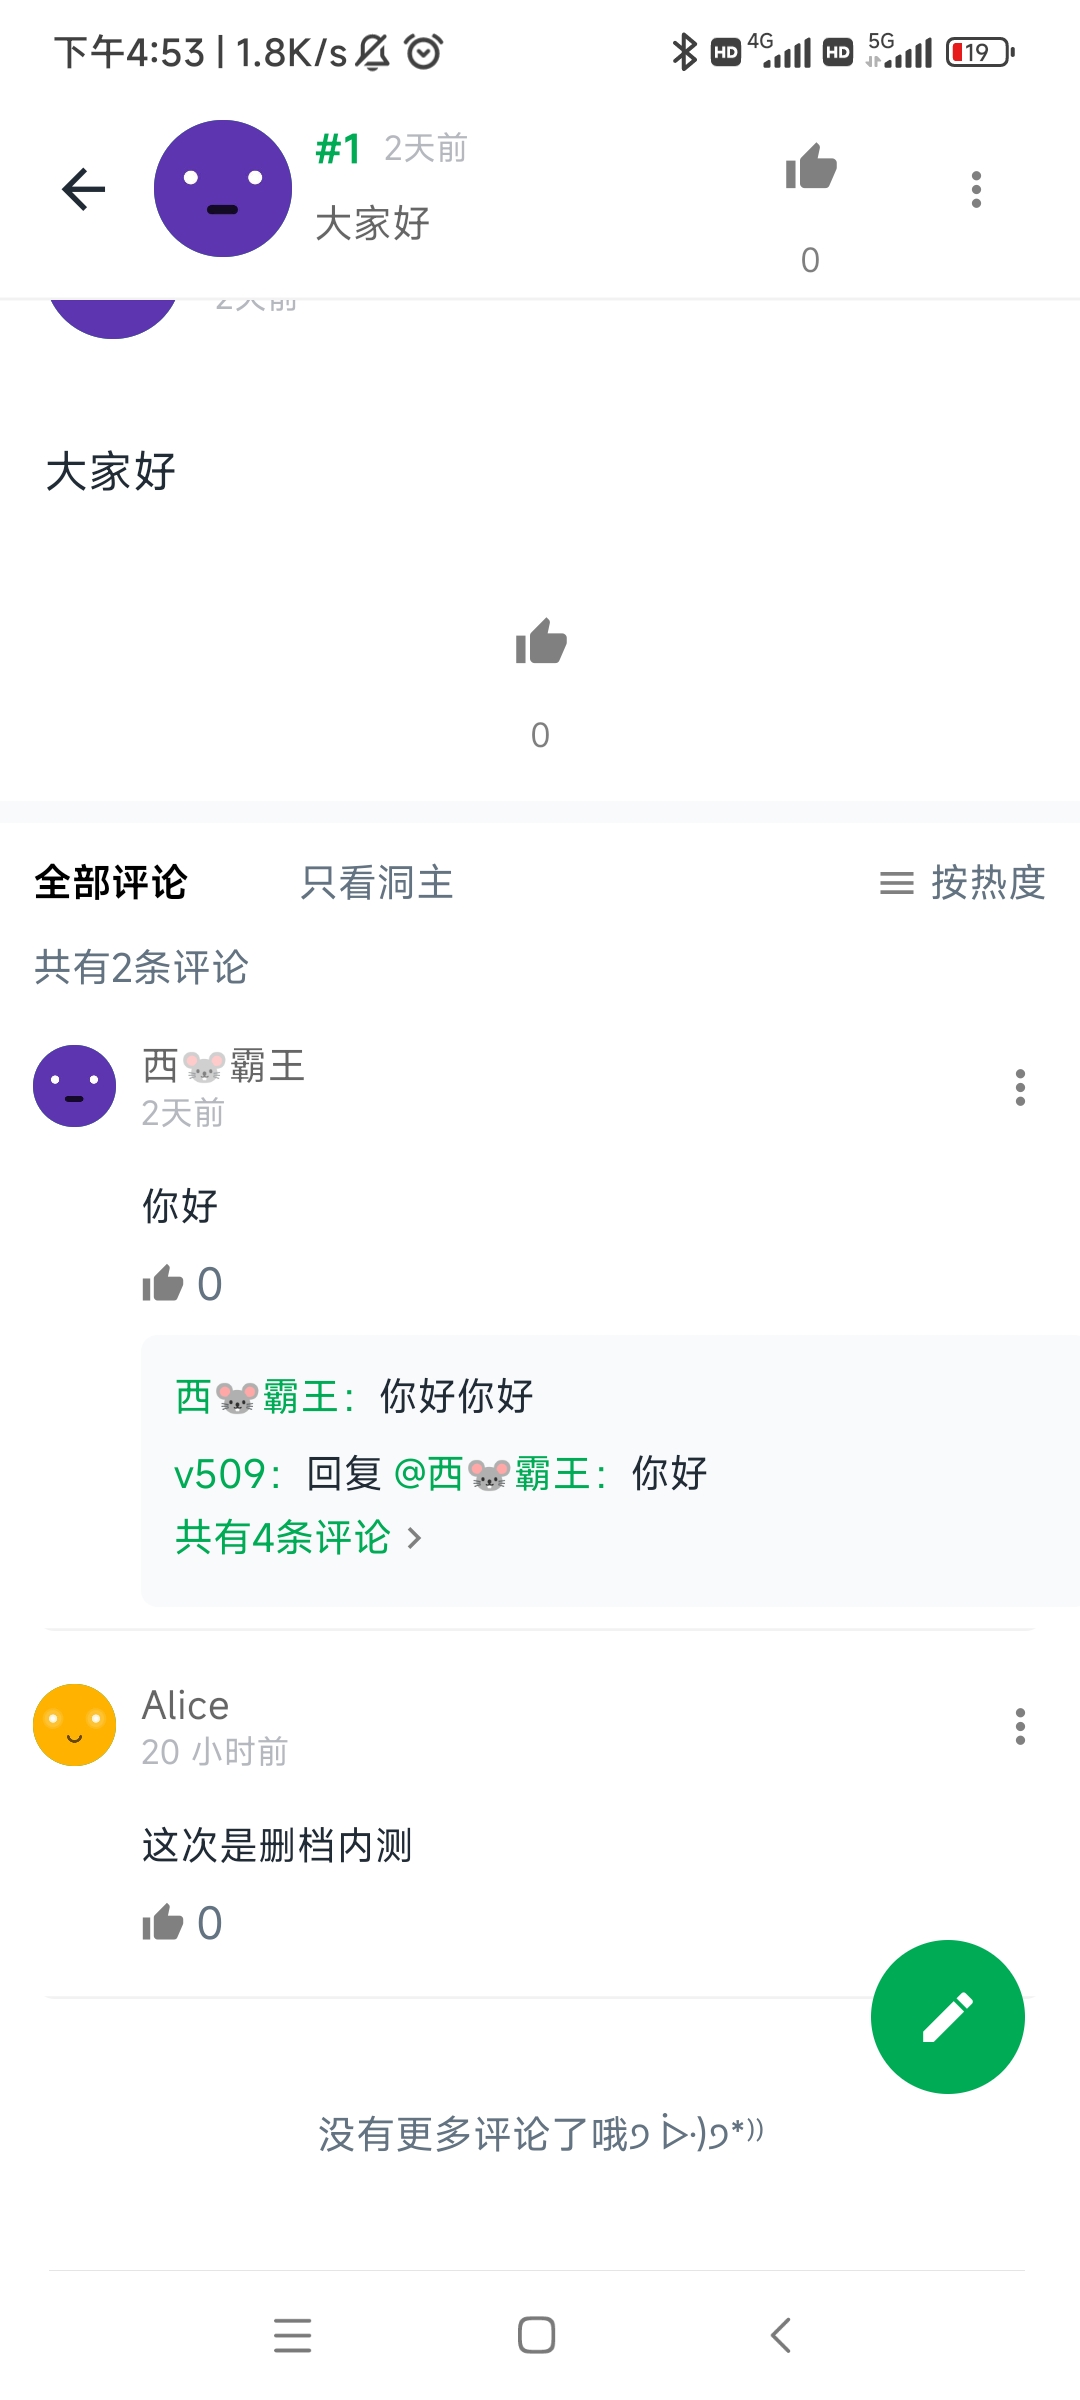 下午4:53 | 1.8K/s HD 4G HD 5G 19
#1 2天前
大家好
0
2天前
大家好
0
全部评论 只看洞主 按热度
共有2条评论
西🐭霸王
2天前
你好
0
西🐭霸王：你好你好
v509：回复 @西🐭霸王：你好
共有4条评论 >
Alice
20 小时前
这次是删档内测
0
没有更多评论了哦